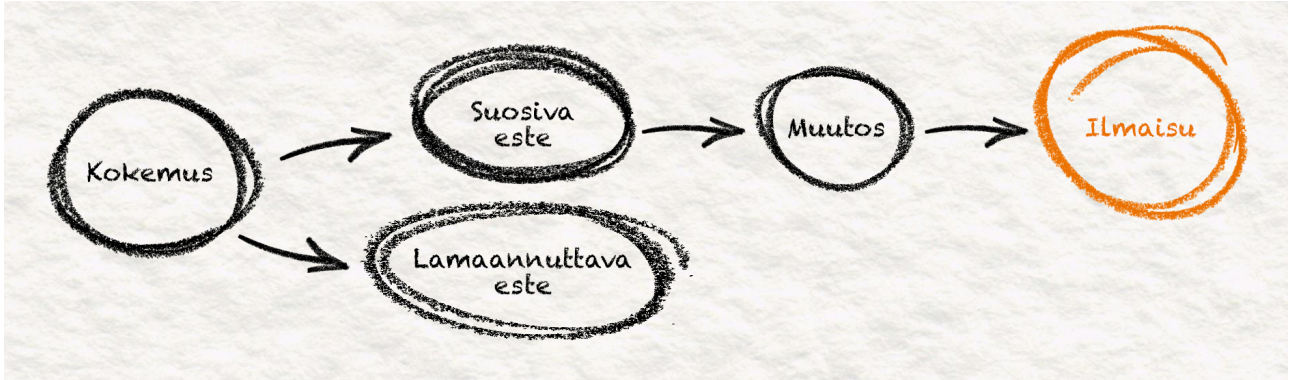 Kokemus
Suosiva
este
Lamaannuttava
este
Muutos
Ilmaisu